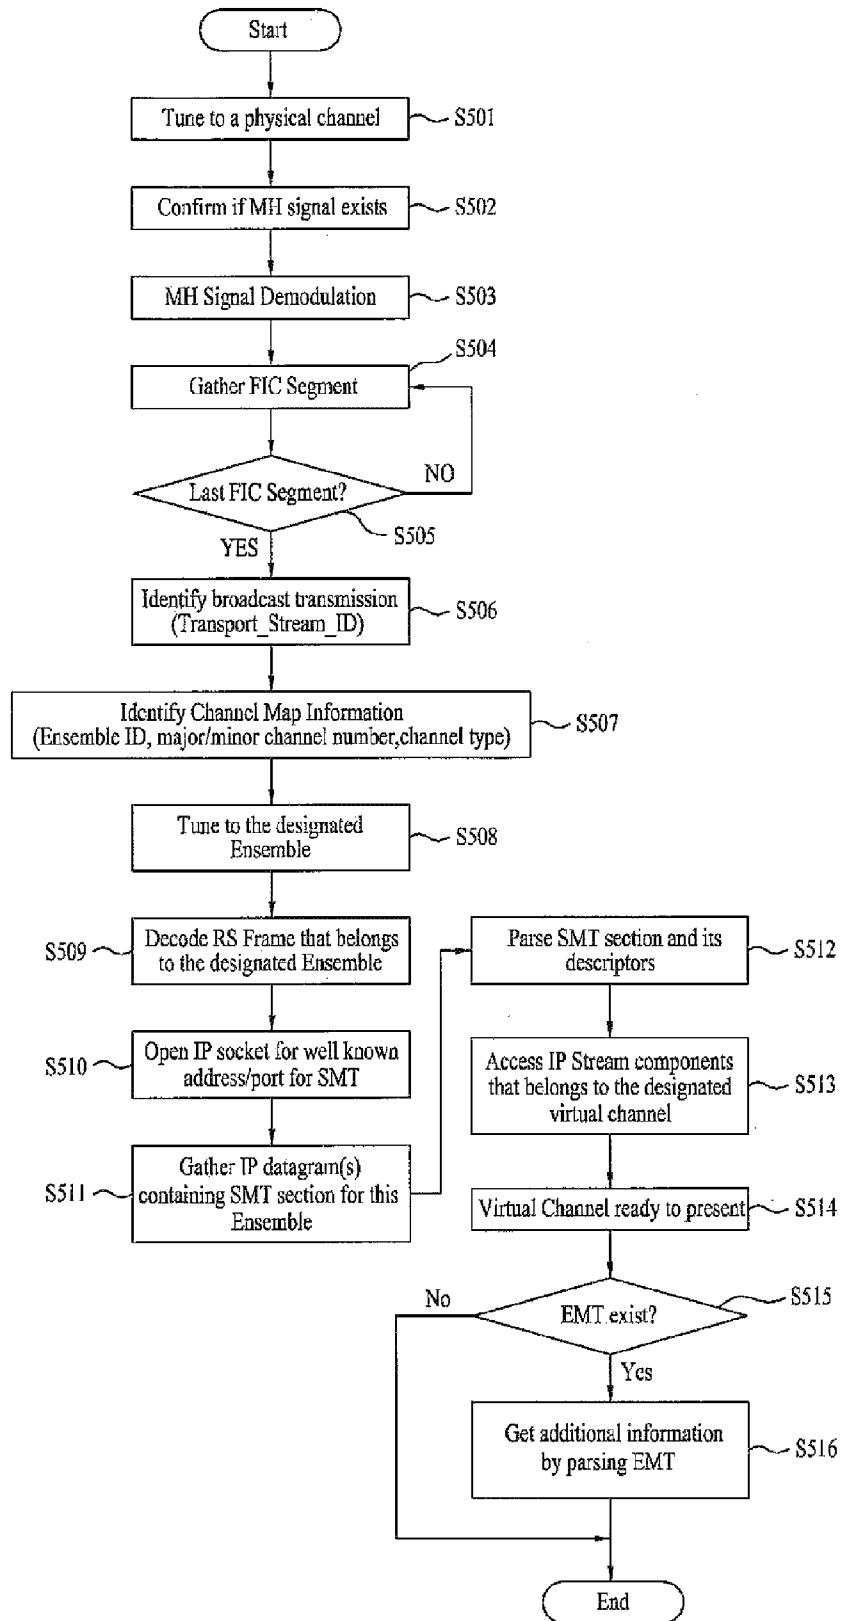 Start
Tune to a physical channel
S501
Confirm if MH signal exists
S502
MH Signal Demodulation
S503
S504
Gather FIC Segment
NO
Last FIC Segment?
S505
YES
Identify broadcast transmission
(Transport_Stream_ID)
S506
Identify Channel Map Information
(Ensemble ID, major/minor channel number,channel type)
S507
Tune to the designated
Ensemble
S508
S509
Decode RS Frame that belongs
to the designated Ensemble
S510
Open IP socket for well known
address/port for SMT
S511
Gather IP datagram(s)
containing SMT section for this
Ensemble
Parse SMT section and its
descriptors
S512
Access IP Stream components
that belongs to the designated
virtual channel
S513
Virtual Channel ready to present
S514
No
EMT exist?
S515
Yes
Get additional information
by parsing EMT
S516
End